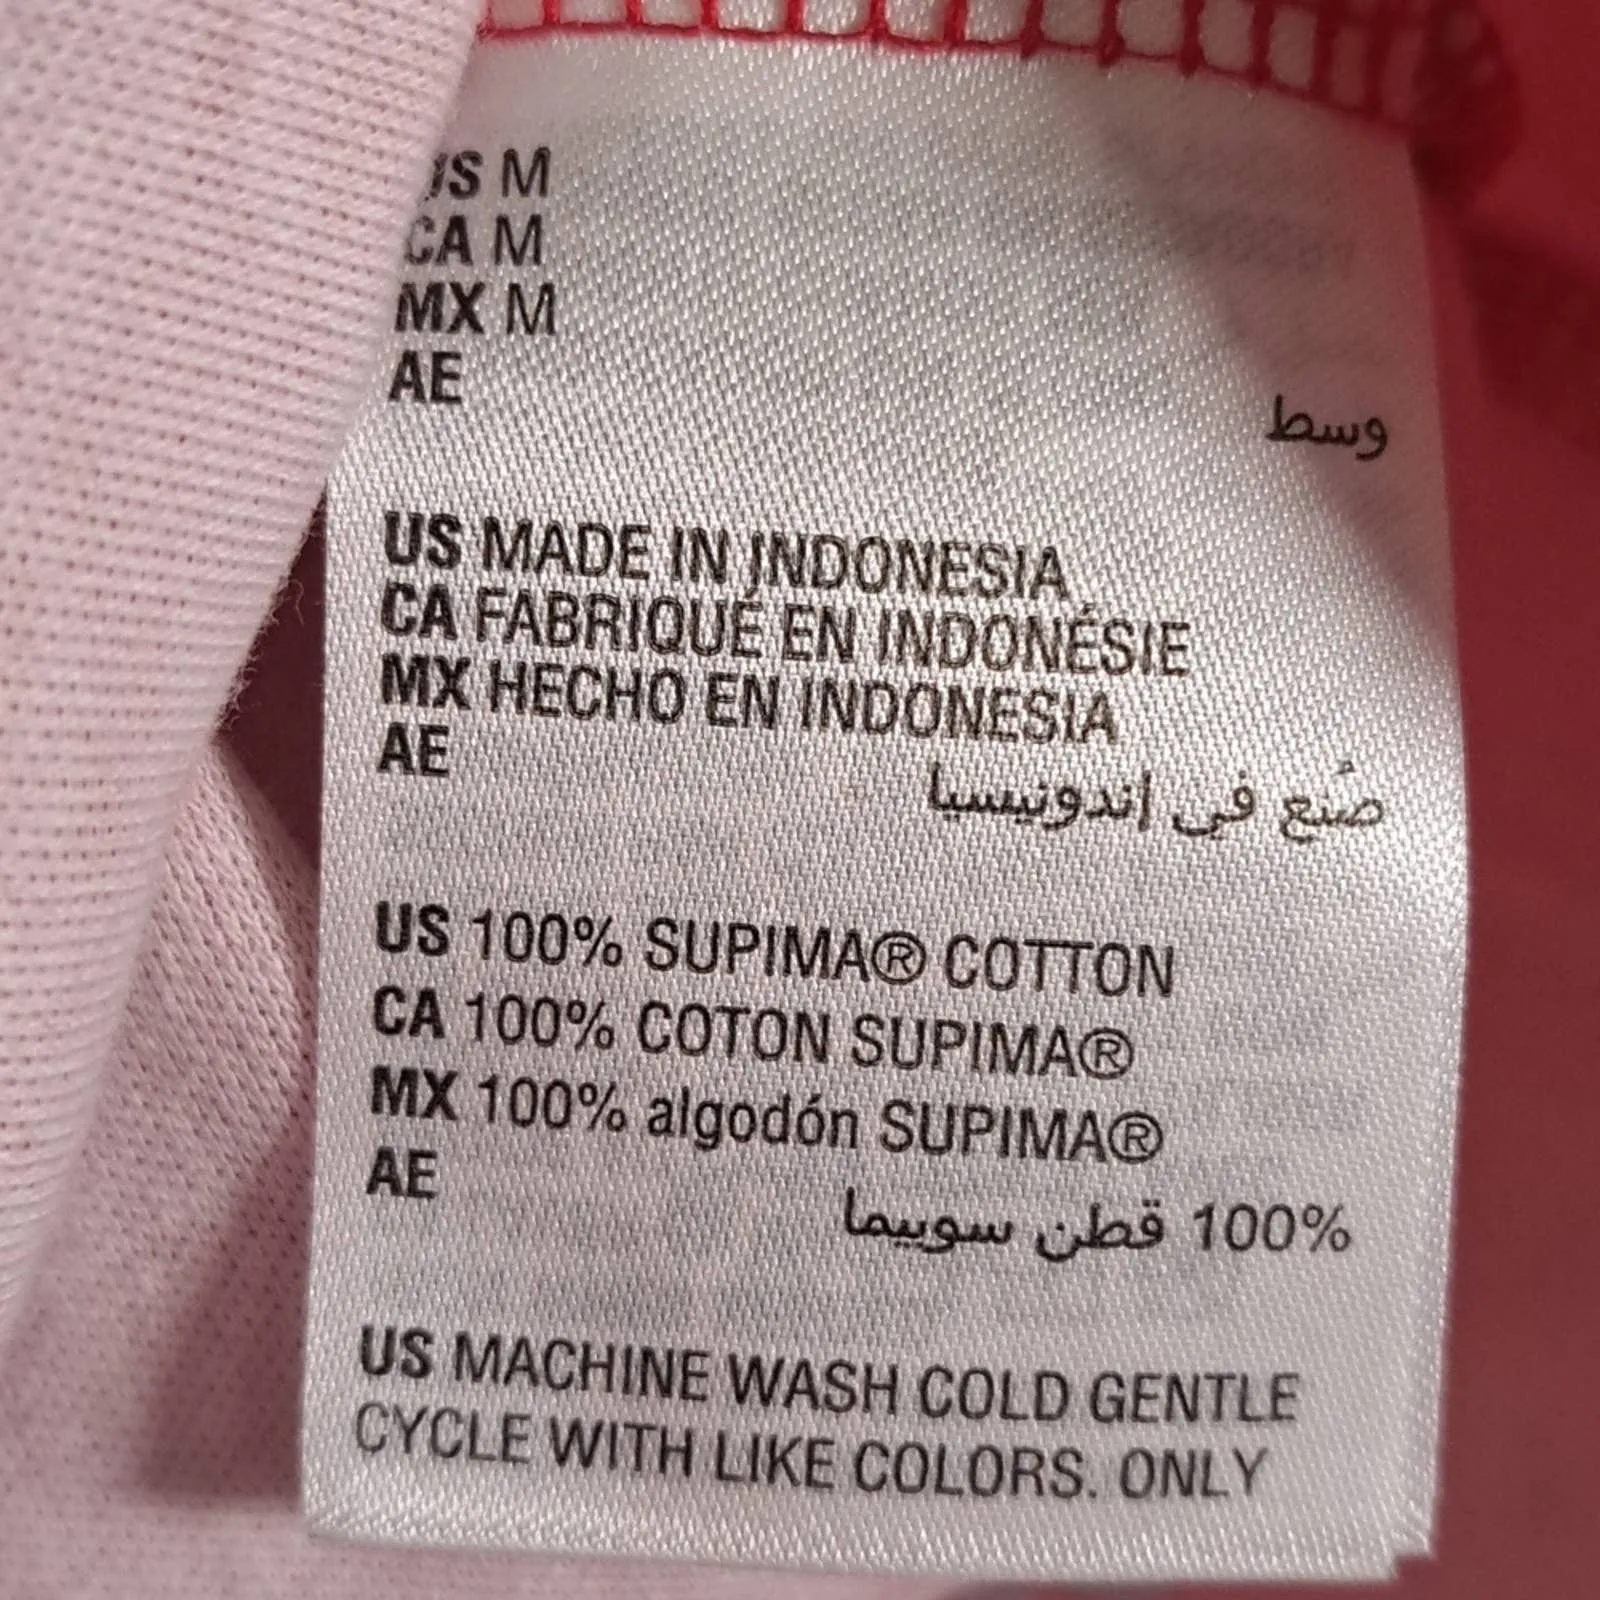 US M
CA M
MX M
AE
وسط
US MADE IN INDONESIA
CA FABRIQUÉ EN INDONÉSIE
MX HECHO EN INDONESIA
AE
صُنع في إندونيسيا
US 100% SUPIMA® COTTON
CA 100% COTON SUPIMA®
MX 100% algodón SUPIMA®
AE
100% قطن سوبيما
US MACHINE WASH COLD GENTLE
CYCLE WITH LIKE COLORS. ONLY